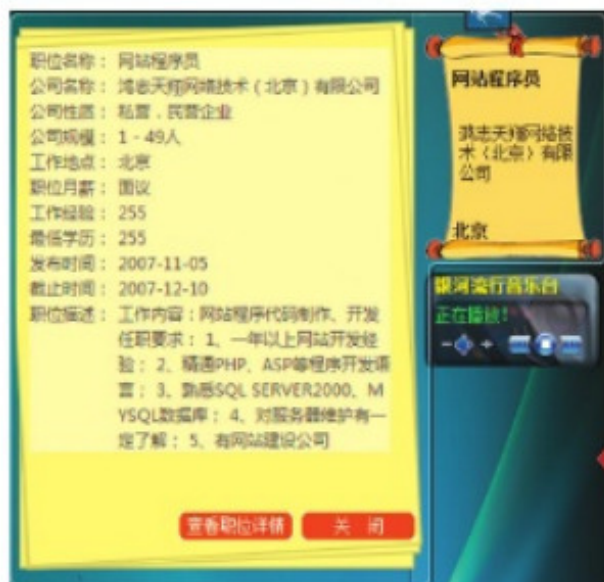 职位名称： 网站程序员
公司名称： 鸿志天翔网络技术（北京）有限公司
公司性质： 私营．民营企业
公司规模： 1 - 49人
工作地点： 北京
职位月薪： 面议
工作经验： 255
最低学历： 255
发布时间： 2007-11-05
截止时间： 2007-12-10
职位描述： 工作内容：网站程序代码制作、开发
任职要求： 1、一年以上网站开发经
验； 2、精通PHP、ASP等程序开发语
言； 3、熟悉SQL SERVER2000、M
YSQL数据库； 4、对服务器维护有一
定了解； 5、有网站建设公司
查看职位详情
关 闭
网站程序员
鸿志天翔网络技
术（北京）有限
公司
北京
银河流行音乐台
正在播放！